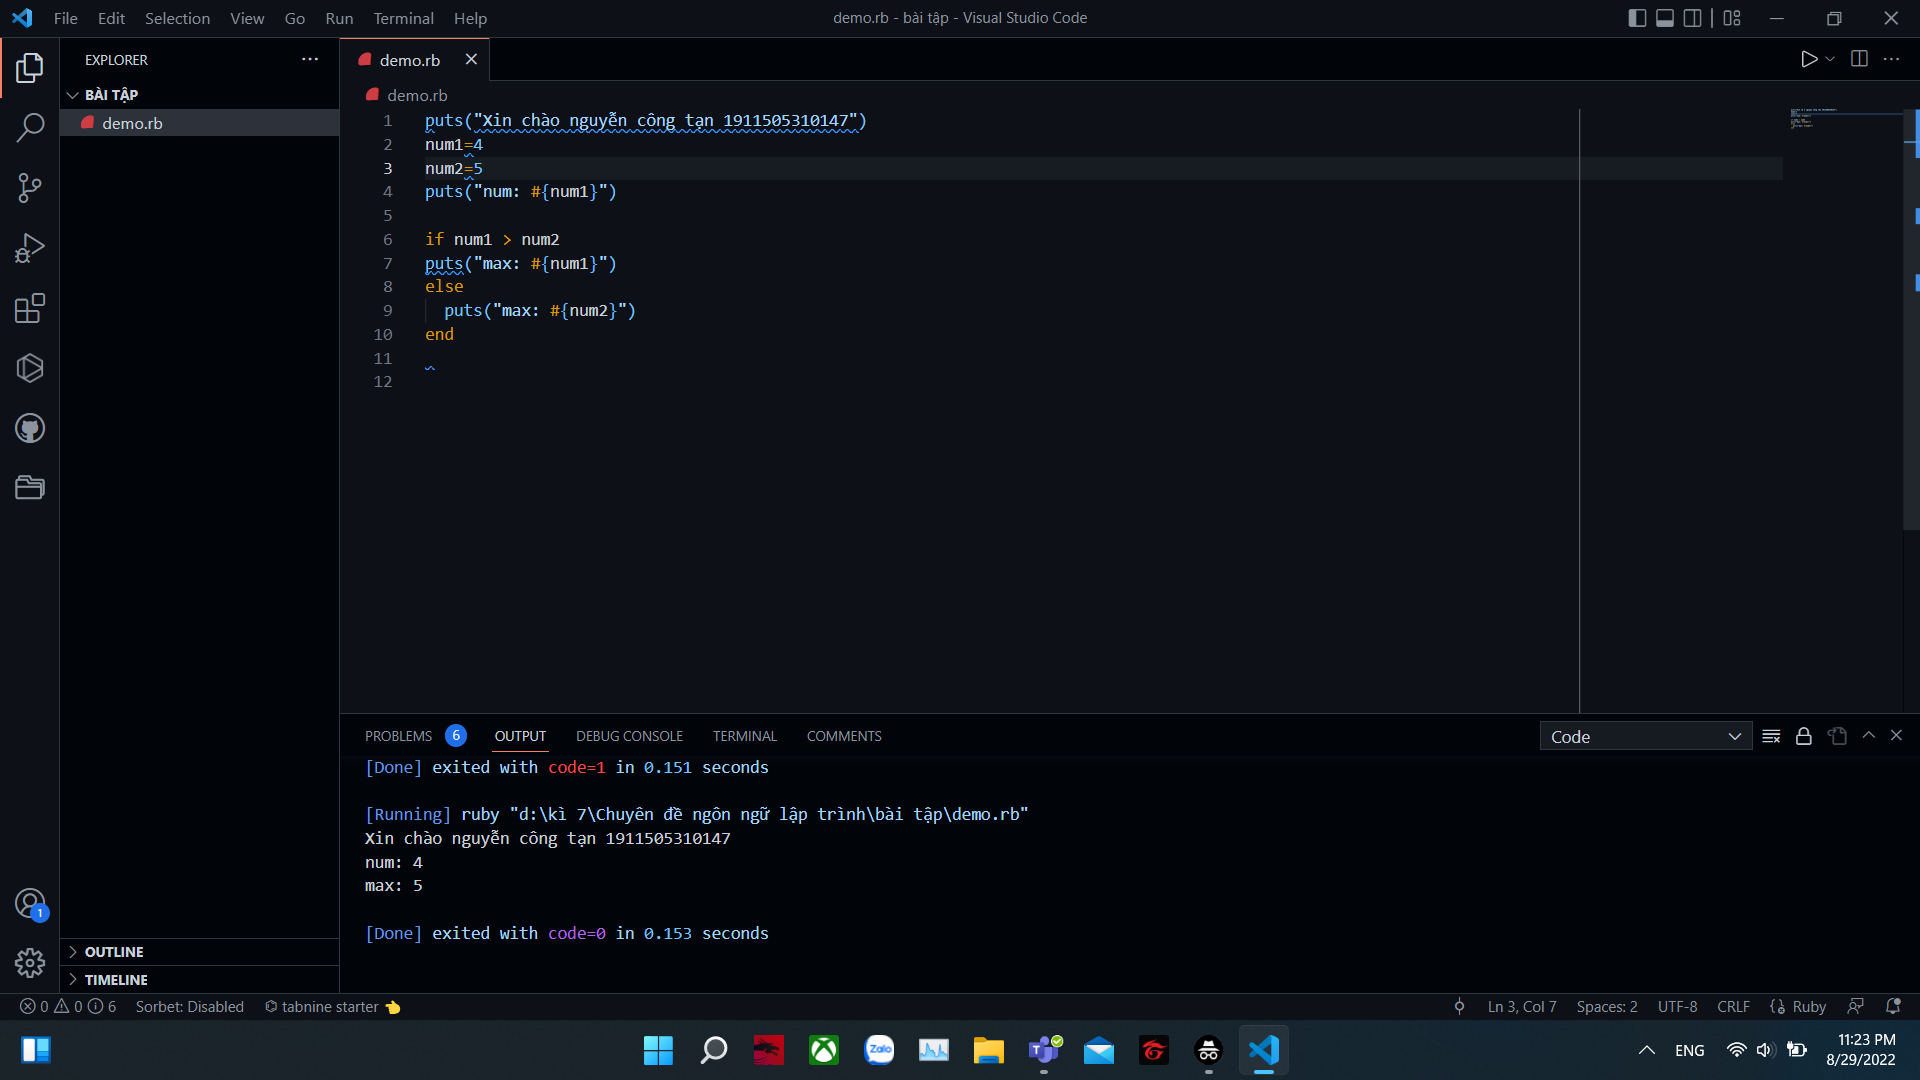 File Edit Selection View Go Run Terminal Help
demo.rb - bài tập - Visual Studio Code
EXPLORER
BÀI TẬP
demo.rb
demo.rb
demo.rb
1 puts("Xin chào nguyễn công tạn 1911505310147")
2 num1=4
3 num2=5
4 puts("num: #{num1}")
5
6 if num1 > num2
7 puts("max: #{num1}")
8 else
9 puts("max: #{num2}")
10 end
11
12
PROBLEMS 6 OUTPUT DEBUG CONSOLE TERMINAL COMMENTS
Code
[Done] exited with code=1 in 0.151 seconds
[Running] ruby "d:\kì 7\Chuyên đề ngôn ngữ lập trình\bài tập\demo.rb"
Xin chào nguyễn công tạn 1911505310147
num: 4
max: 5
[Done] exited with code=0 in 0.153 seconds
1
OUTLINE
TIMELINE
0 0 6 Sorbet: Disabled tabnine starter
Ln 3, Col 7 Spaces: 2 UTF-8 CRLF Ruby
Zalo
ENG
11:23 PM
8/29/2022